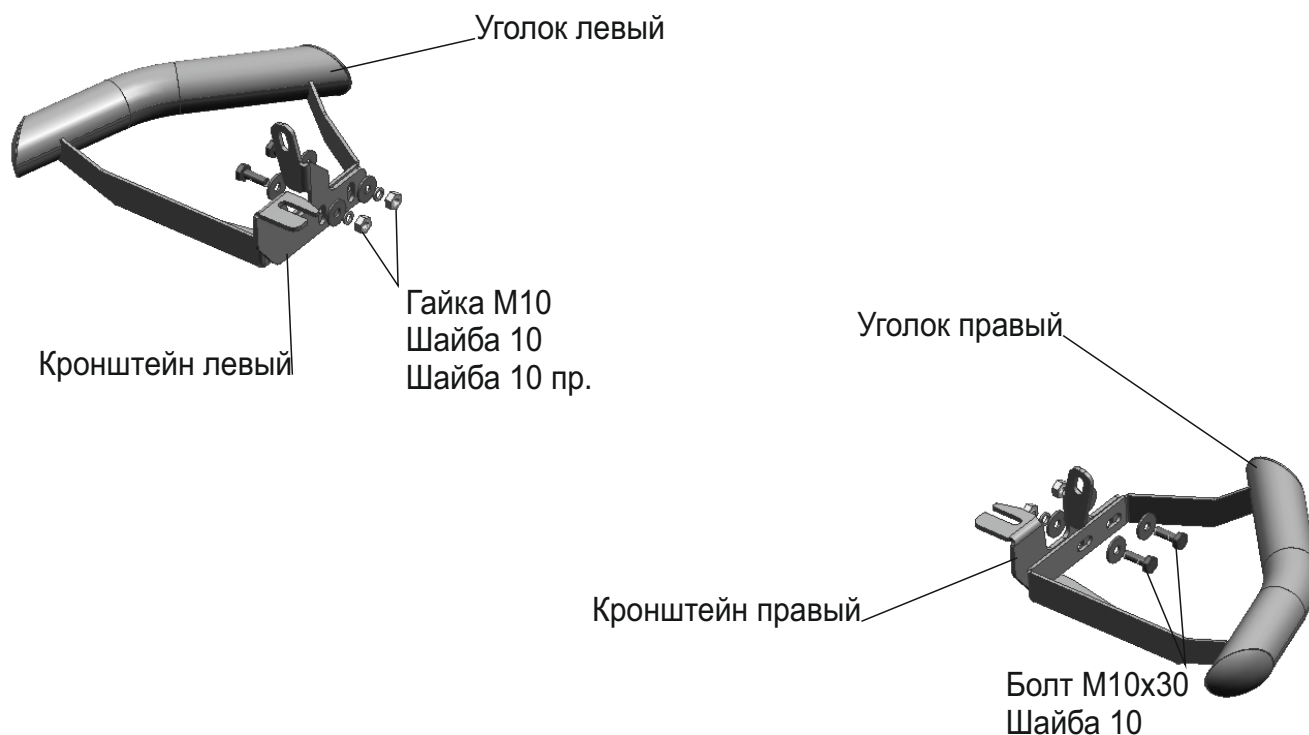 Уголок левый
Гайка М10
Шайба 10
Шайба 10 пр.
Кронштейн левый
Уголок правый
Кронштейн правый
Болт М10х30
Шайба 10